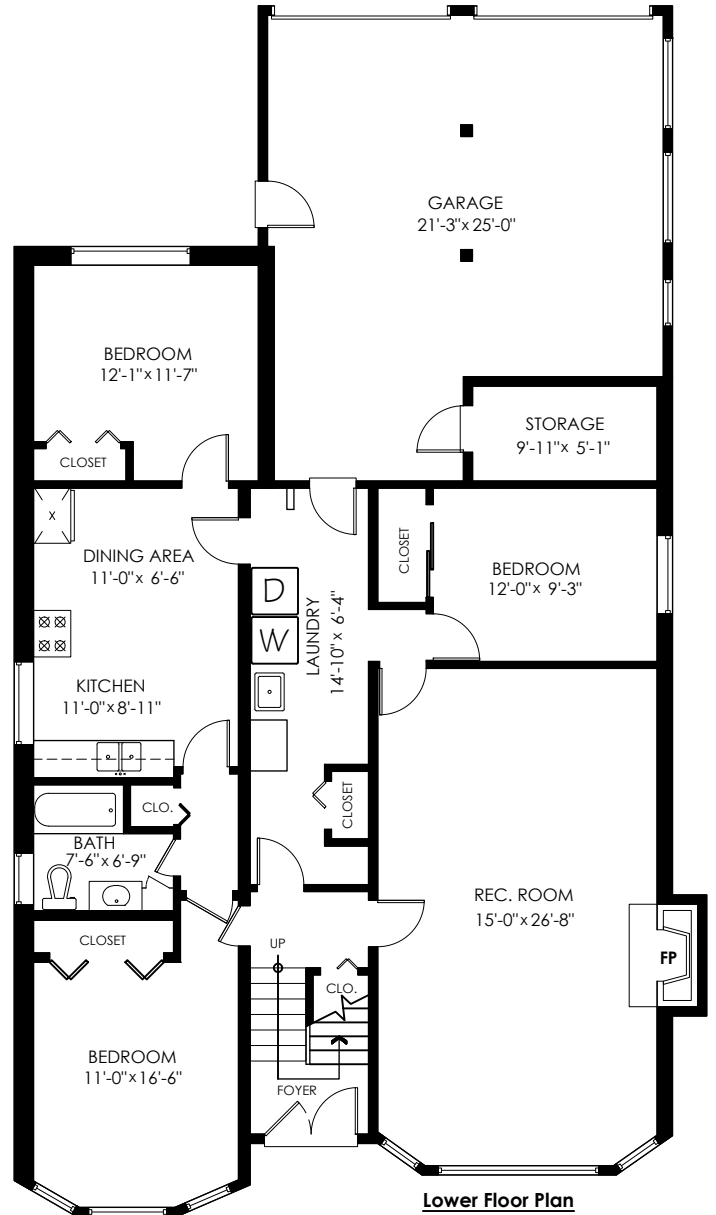 GARAGE
21'-3" x 25'-0"
BEDROOM
12'-1" x 11'-7"
CLOSET
STORAGE
9'-11" x 5'-1"
X
DINING AREA
11'-0" x 6'-6"
D
W
LAUNDRY
14'-10" x 6'-4"
CLOSET
BEDROOM
12'-0" x 9'-3"
KITCHEN
11'-0" x 8'-11"
CLO.
CLOSET
BATH
7'-6" x 6'-9"
REC. ROOM
15'-0" x 26'-8"
CLOSET
UP
FP
CLO.
BEDROOM
11'-0" x 16'-6"
FOYER
Lower Floor Plan